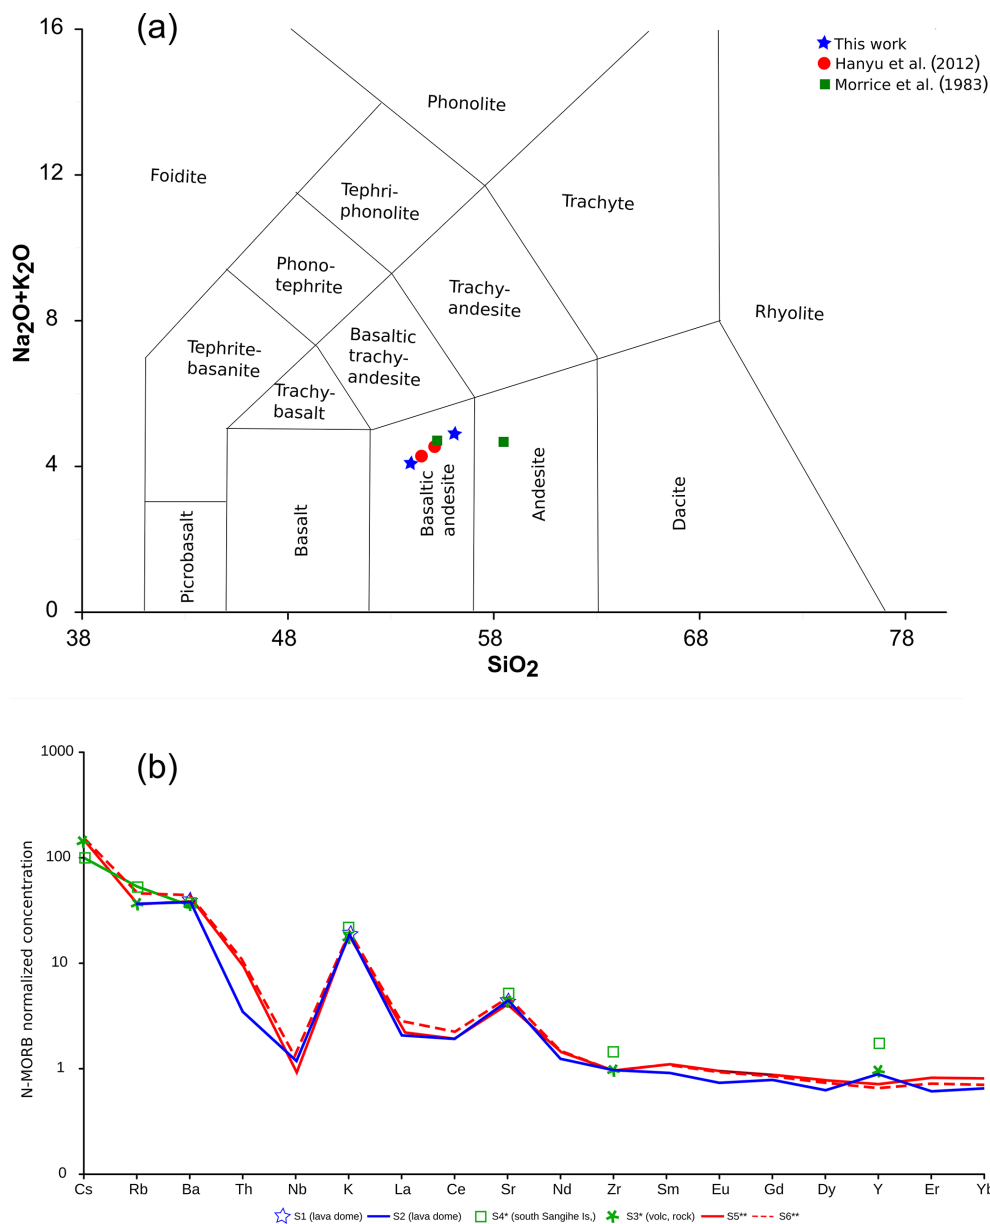 (a)
16
12
8
4
0
Na2O+K2O
This work
Hanyu et al. (2012)
Morrice et al. (1983)
Phonolite
Foidite
Tephri-
phonolite
Trachyte
Phono-
tephrite
Trachy-
andesite
Rhyolite
Tephrite-
basanite
Basaltic
trachy-
andesite
Trachy-
basalt
Picrobasalt
Basalt
Basaltic
andesite
Andesite
Dacite
38 48 58 68 78
SiO2
(b)
1000
100
10
1
0
N-MORB normalized concentration
Cs Rb Ba Th Nb K La Ce Sr Nd Zr Sm Eu Gd Dy Y Er Yb
S1 (lava dome) S2 (lava dome) S4* (south Sangihe Is,) S3* (volc, rock) S5** S6**